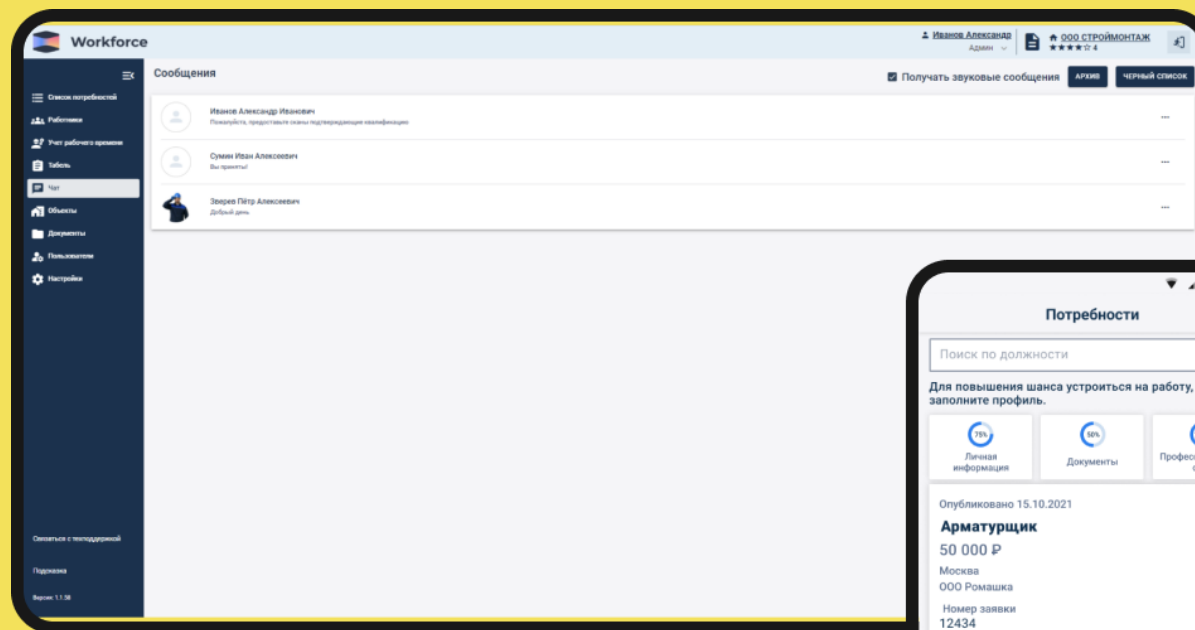 Workforce
Иванов Александр
Админ
ООО СТРОЙМОНТАЖ
★★★★☆ 4
Сообщения
Получать звуковые сообщения
АРХИВ
ЧЕРНЫЙ СПИСОК
Список потребностей
Работники
Учет рабочего времени
Табель
Чат
Объекты
Документы
Пользователи
Настройки
Связаться с техподдержкой
Подсказка
Версия: 1.1.58
Иванов Александр Иванович
Пожалуйста, предоставьте сканы подтверждающие квалификацию
...
Сумин Иван Алексеевич
Вы приняты!
...
Зверев Пётр Алексеевич
Добрый день
...
Потребности
Поиск по должности
Для повышения шанса устроиться на работу,
заполните профиль.
75%
Личная
информация
50%
Документы
Опубликовано 15.10.2021
Арматурщик
50 000 ₽
Москва
ООО Ромашка
Номер заявки
12434